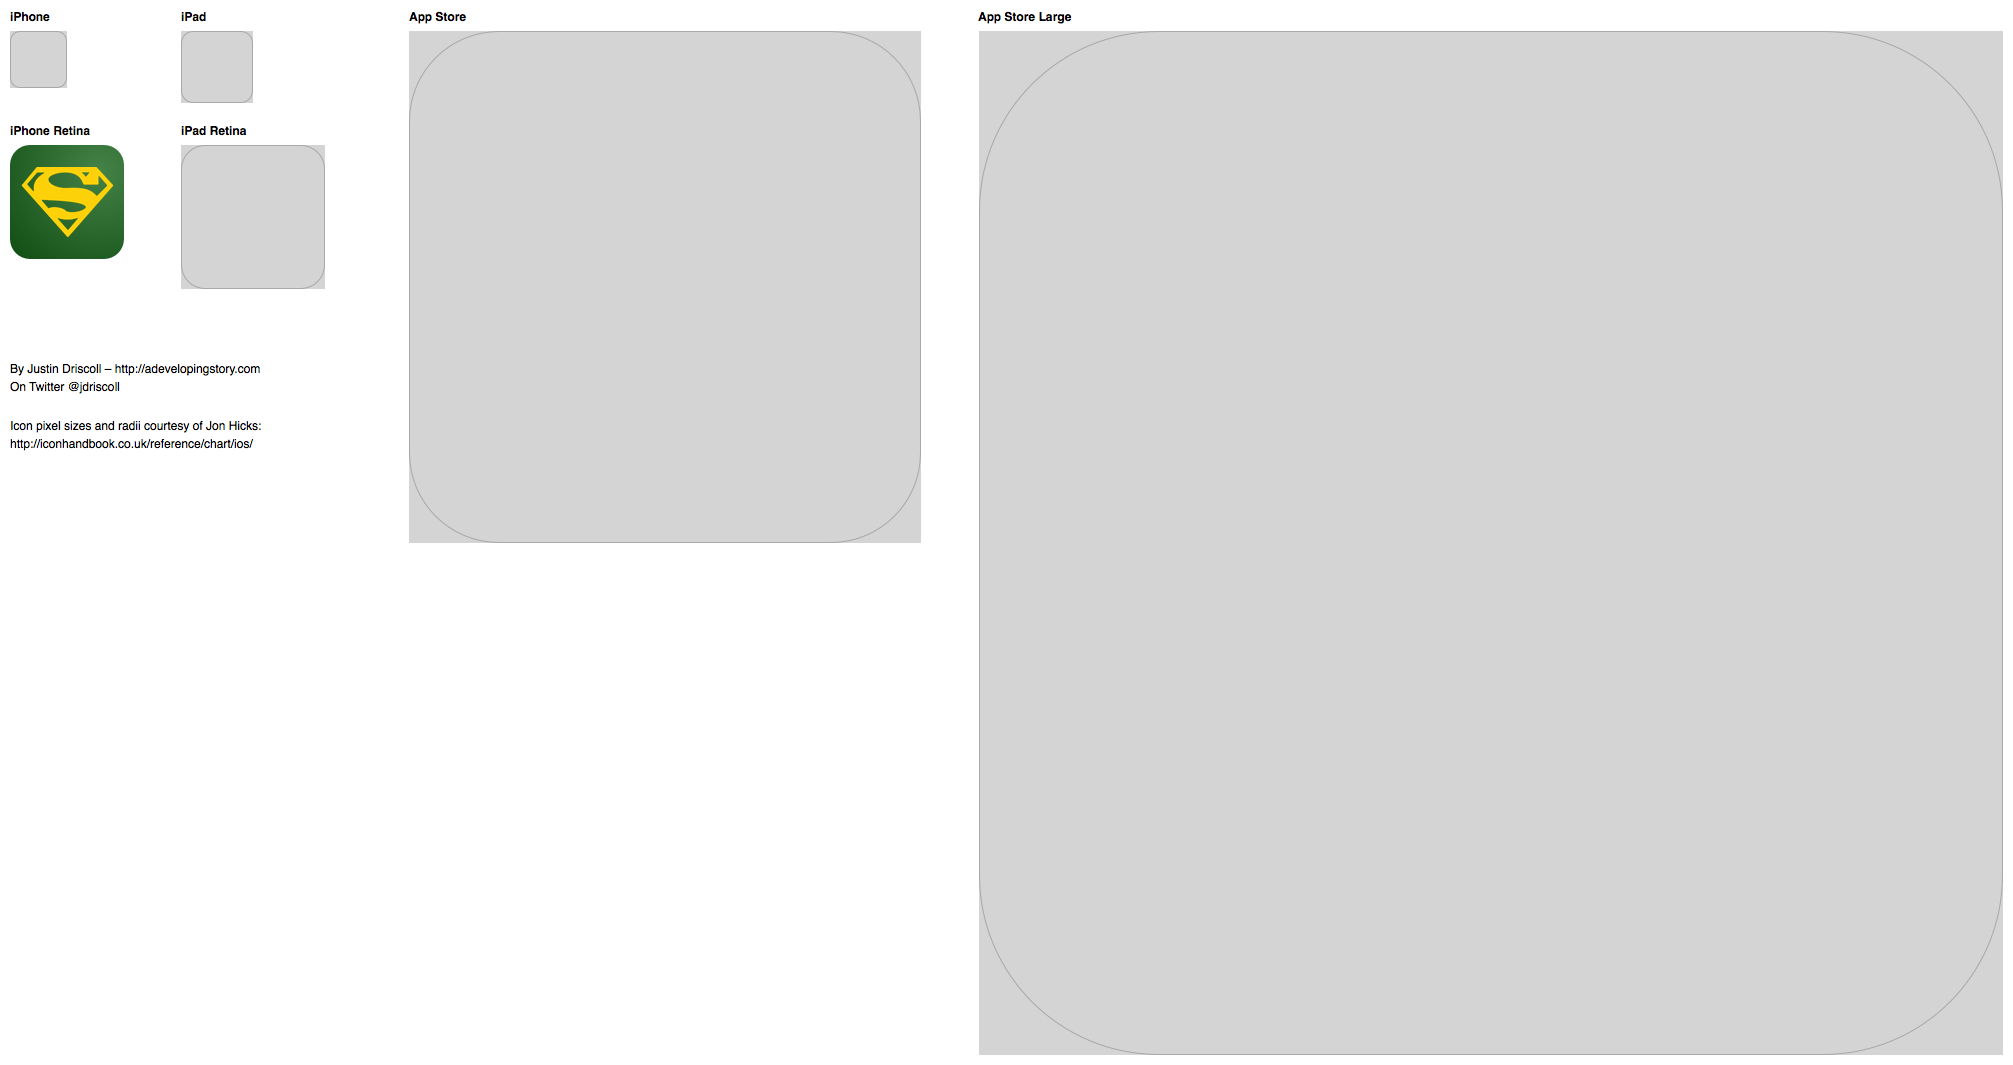 iPhone
iPad
App Store
App Store Large
iPhone Retina
iPad Retina
S
By Justin Driscoll – http://adevelopingstory.com
On Twitter @jdriscoll
Icon pixel sizes and radii courtesy of Jon Hicks:
http://iconhandbook.co.uk/reference/chart/ios/